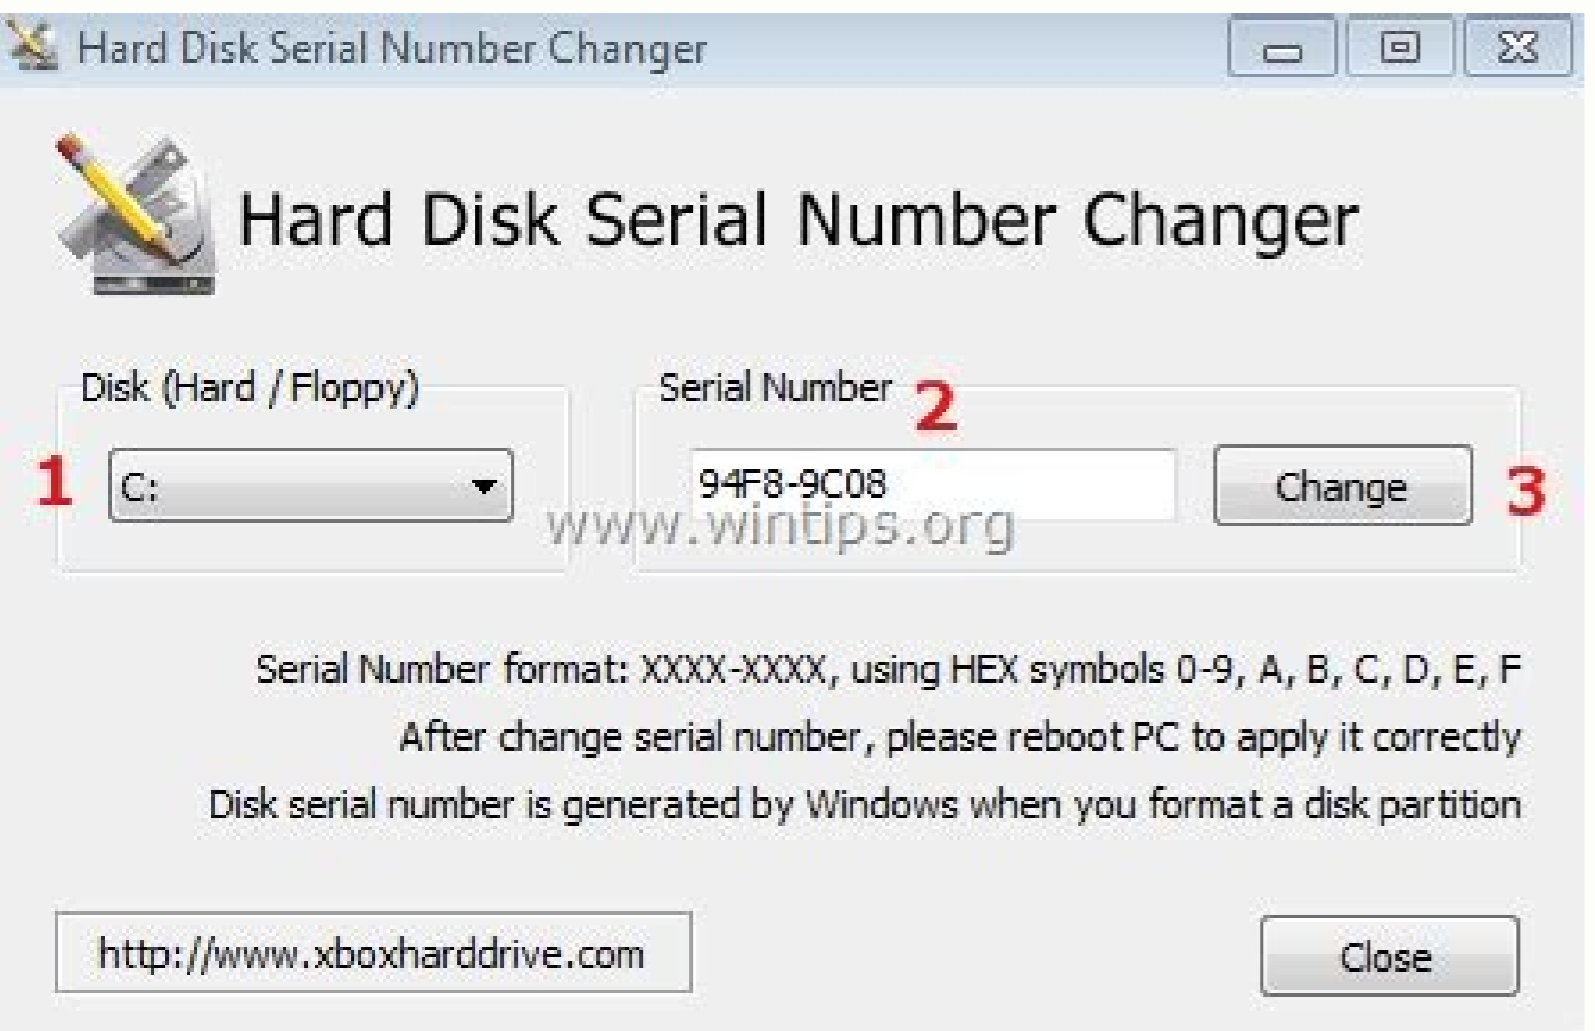 Hard Disk Serial Number Changer
Hard Disk Serial Number Changer
Disk (Hard / Floppy)
Serial Number 2
1 C:
94F8-9C08
Change 3
www.wintips.org
Serial Number format: XXXX-XXXX, using HEX symbols 0-9, A, B, C, D, E, F
After change serial number, please reboot PC to apply it correctly
Disk serial number is generated by Windows when you format a disk partition
http://www.xboxharddrive.com
Close